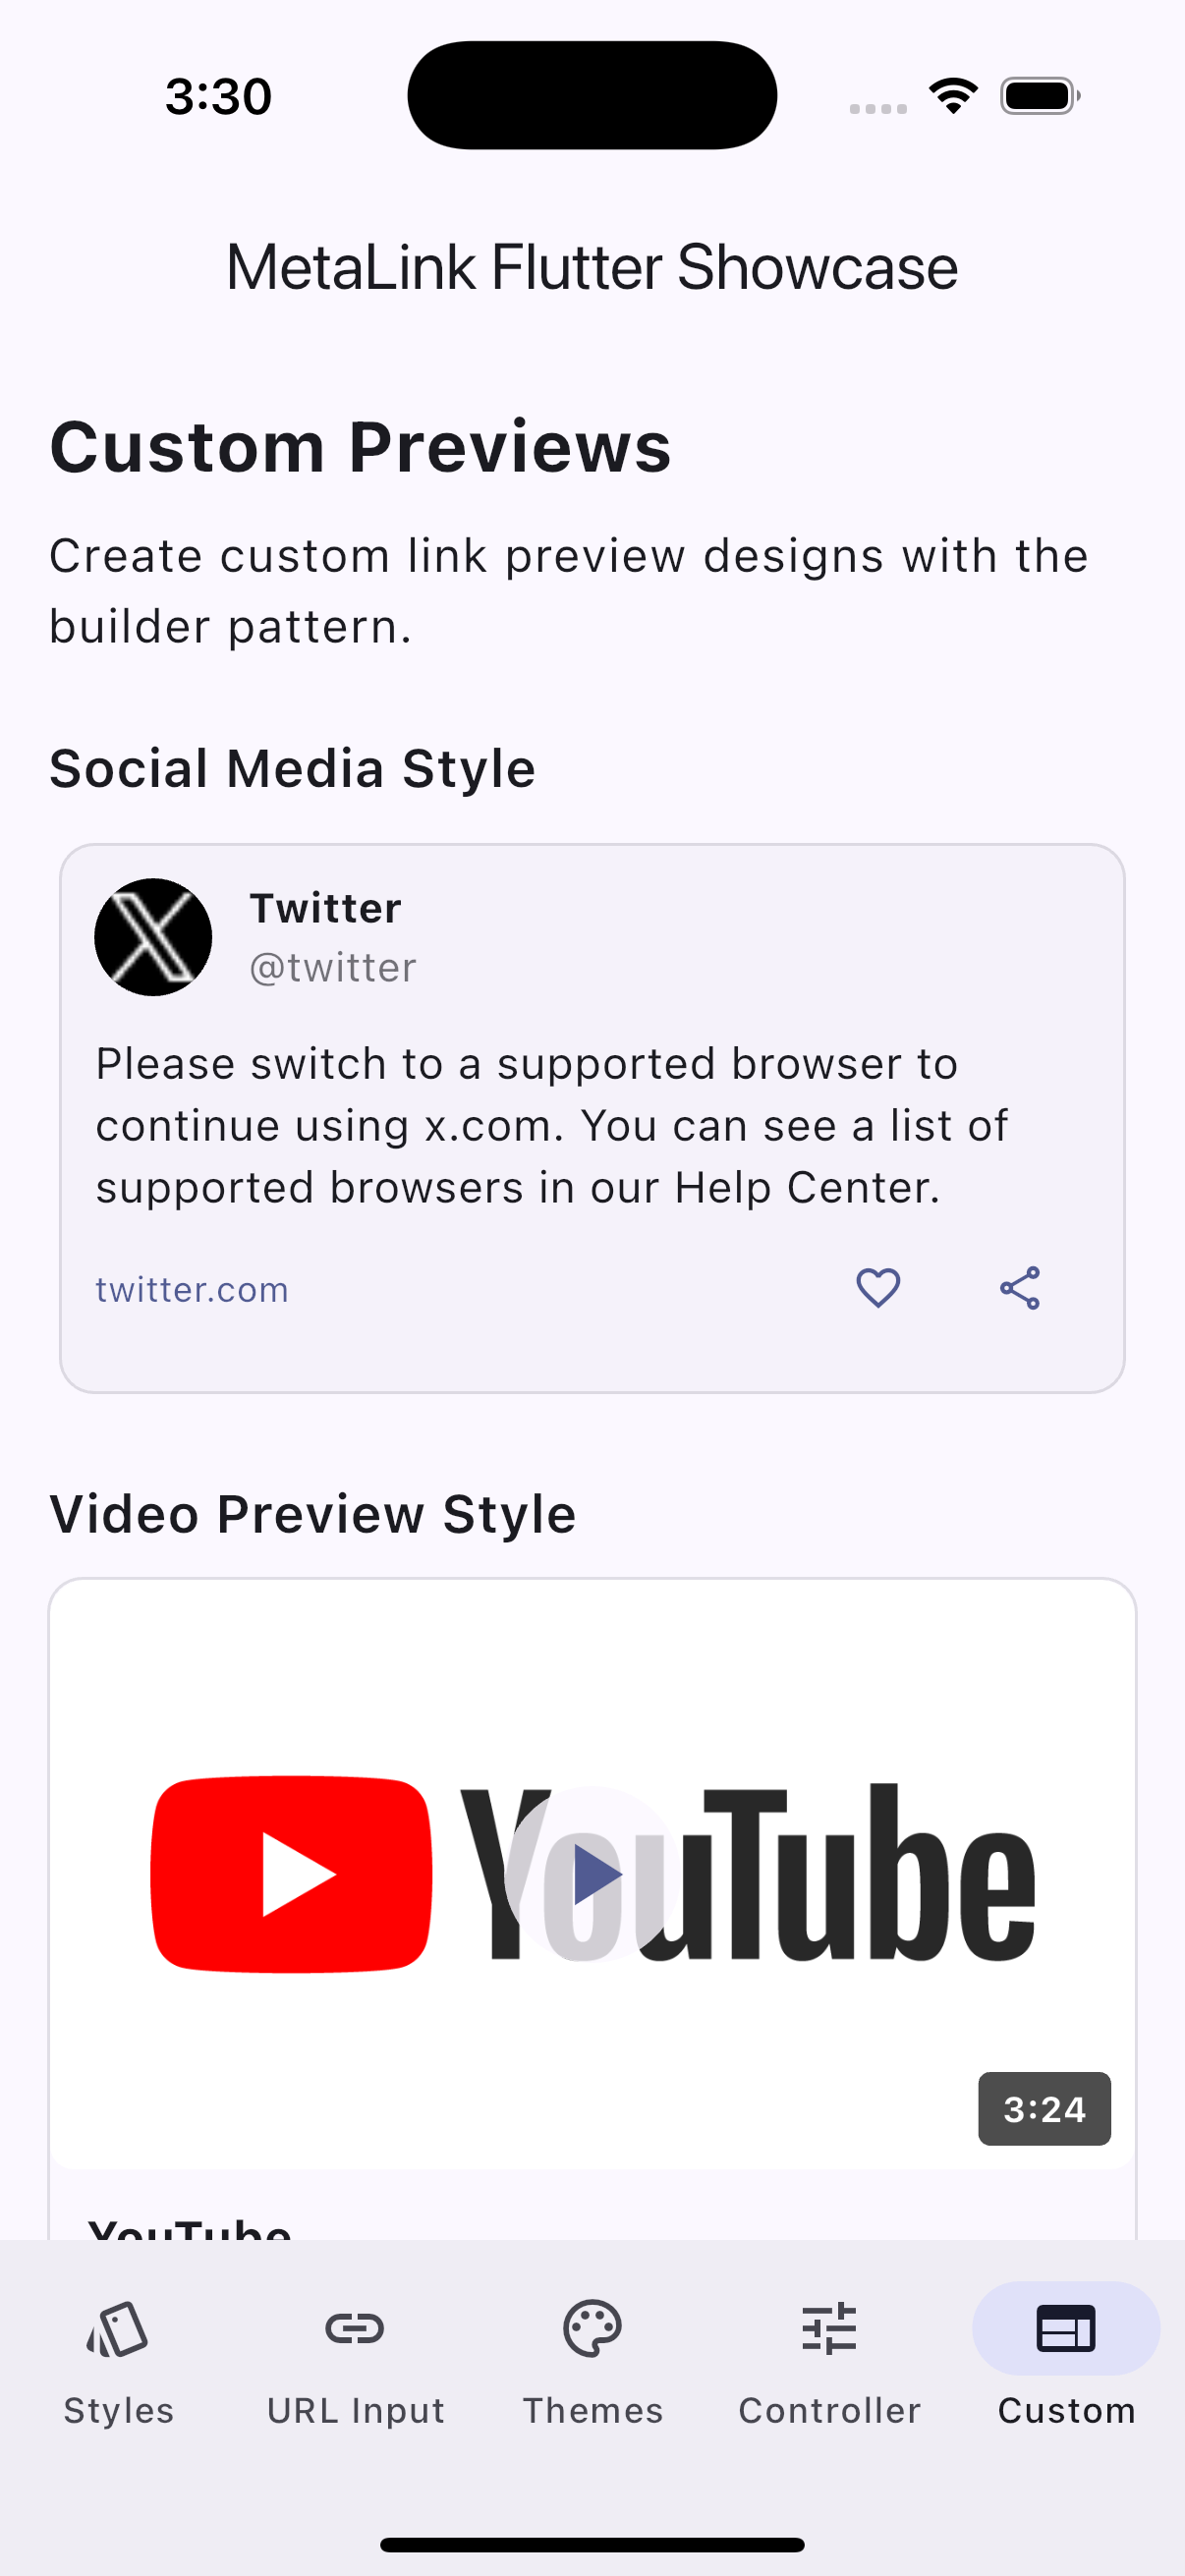 3:30
MetaLink Flutter Showcase
Custom Previews
Create custom link preview designs with the
builder pattern.
Social Media Style
Twitter
@twitter
Please switch to a supported browser to
continue using x.com. You can see a list of
supported browsers in our Help Center.
twitter.com
Video Preview Style
YouTube
3:24
YouTube
Styles
URL Input
Themes
Controller
Custom